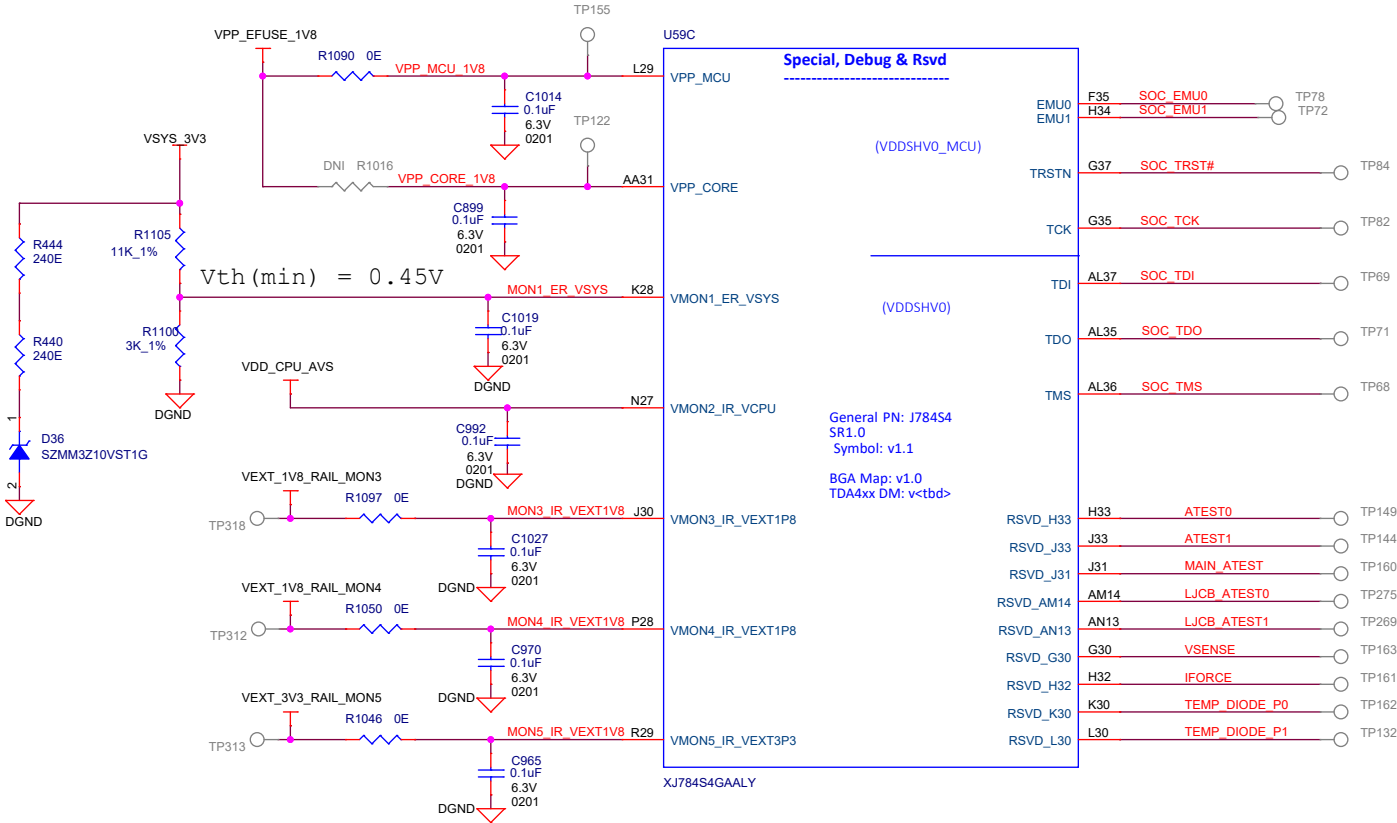 TP155
VPP_EFUSE_1V8
U59C
R1090 0E
VPP_MCU_1V8
L29
VPP_MCU
Special, Debug & Rsvd
------------------------------
C1014
0.1uF
6.3V
0201
EMU0
F35
SOC_EMU0
TP78
EMU1
H34
SOC_EMU1
TP72
TP122
VSYS_3V3
(VDDSHV0_MCU)
DNI R1016
VPP_CORE_1V8
AA31
VPP_CORE
TRSTN
G37
SOC_TRST#
TP84
C899
0.1uF
6.3V
0201
TCK
G35
SOC_TCK
TP82
R444
240E
R1105
11K_1%
Vth(min) = 0.45V
MON1_ER_VSYS
K28
VMON1_ER_VSYS
TDI
AL37
SOC_TDI
TP69
(VDDSHV0)
C1019
0.1uF
6.3V
0201
DGND
R440
240E
R1100
3K_1%
DGND
TDO
AL35
SOC_TDO
TP71
VDD_CPU_AVS
N27
VMON2_IR_VCPU
TMS
AL36
SOC_TMS
TP68
C992
0.1uF
6.3V
0201
DGND
General PN: J784S4
SR1.0
Symbol: v1.1
BGA Map: v1.0
TDA4xx DM: v<tbd>
1
D36
SZMM3Z10VST1G
2
DGND
VEXT_1V8_RAIL_MON3
R1097 0E
TP318
MON3_IR_VEXT1V8
J30
VMON3_IR_VEXT1P8
C1027
0.1uF
6.3V
0201
DGND
RSVD_H33
H33
ATEST0
TP149
RSVD_J33
J33
ATEST1
TP144
RSVD_J31
J31
MAIN_ATEST
TP160
RSVD_AM14
AM14
LJCB_ATEST0
TP275
VEXT_1V8_RAIL_MON4
R1050 0E
TP312
MON4_IR_VEXT1V8
P28
VMON4_IR_VEXT1P8
C970
0.1uF
6.3V
0201
DGND
RSVD_AN13
AN13
LJCB_ATEST1
TP269
RSVD_G30
G30
VSENSE
TP163
RSVD_H32
H32
IFORCE
TP161
RSVD_K30
K30
TEMP_DIODE_P0
TP162
VEXT_3V3_RAIL_MON5
R1046 0E
TP313
MON5_IR_VEXT1V8
R29
VMON5_IR_VEXT3P3
RSVD_L30
L30
TEMP_DIODE_P1
TP132
C965
0.1uF
6.3V
0201
DGND
XJ784S4GAALY